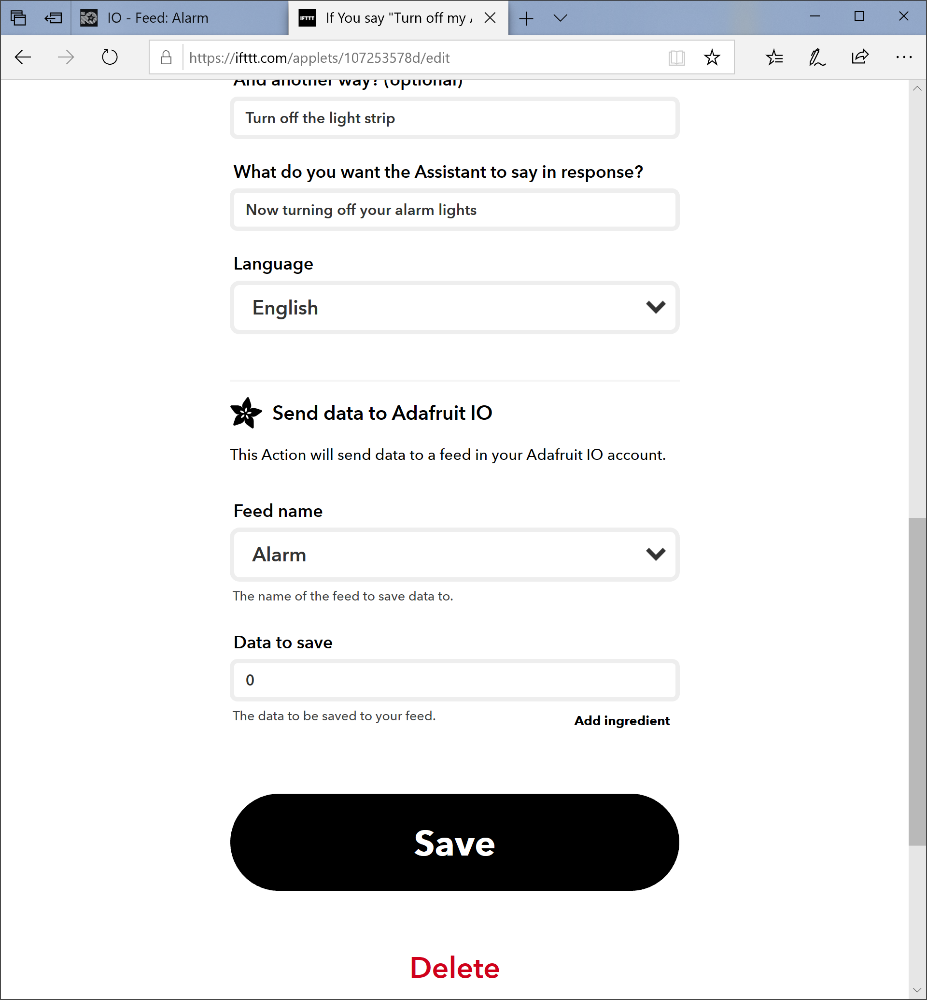 IO - Feed: Alarm
IFTTT
If You say "Turn off my
https://ifttt.com/applets/107253578d/edit
And another way? (optional)
Turn off the light strip
What do you want the Assistant to say in response?
Now turning off your alarm lights
Language
English
Send data to Adafruit IO
This Action will send data to a feed in your Adafruit IO account.
Feed name
Alarm
The name of the feed to save data to.
Data to save
0
The data to be saved to your feed.
Add ingredient
Save
Delete